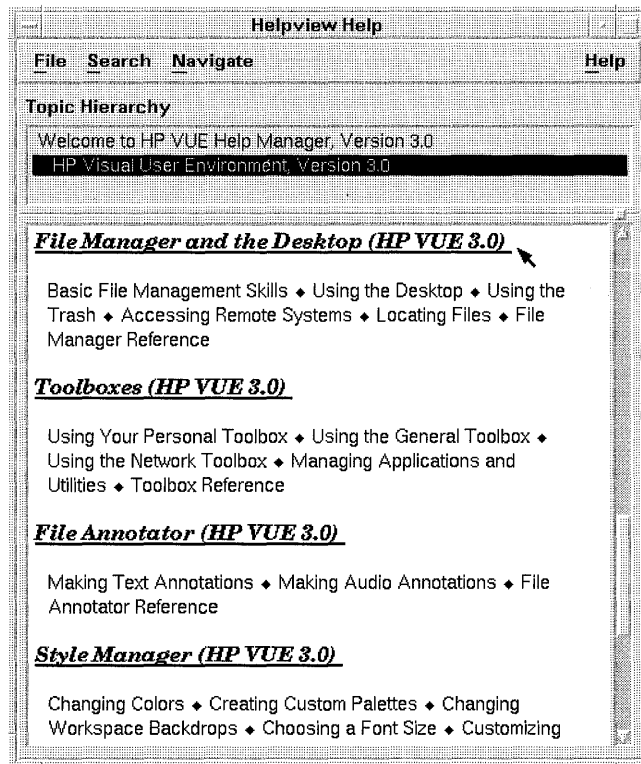 Helpview Help
File Search Navigate Help
Topic Hierarchy
Welcome to HP VUE Help Manager, Version 3.0
HP Visual User Environment, Version 3.0
File Manager and the Desktop (HP VUE 3.0)
Basic File Management Skills ◆ Using the Desktop ◆ Using the
Trash ◆ Accessing Remote Systems ◆ Locating Files ◆ File
Manager Reference
Toolboxes (HP VUE 3.0)
Using Your Personal Toolbox ◆ Using the General Toolbox ◆
Using the Network Toolbox ◆ Managing Applications and
Utilities ◆ Toolbox Reference
File Annotator (HP VUE 3.0)
Making Text Annotations ◆ Making Audio Annotations ◆ File
Annotator Reference
Style Manager (HP VUE 3.0)
Changing Colors ◆ Creating Custom Palettes ◆ Changing
Workspace Backdrops ◆ Choosing a Font Size ◆ Customizing